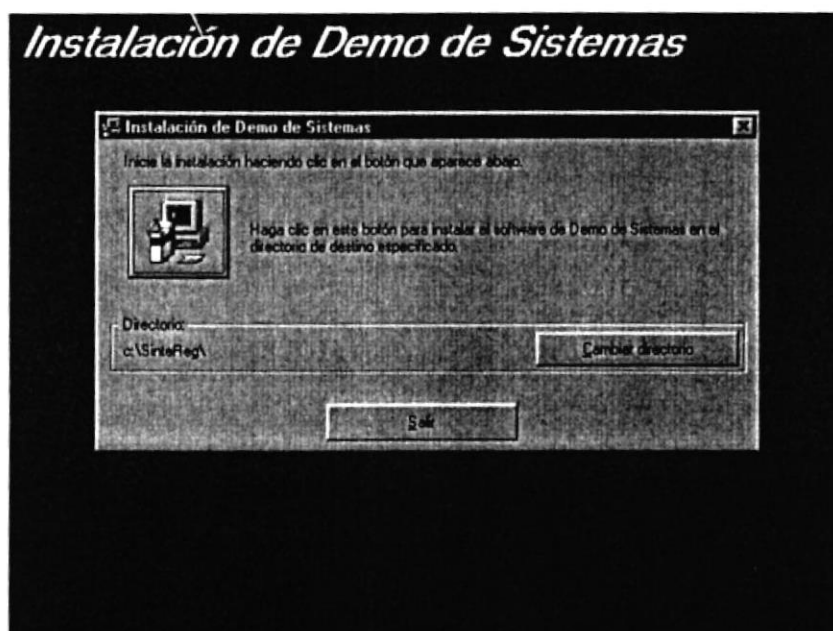 Instalación de Demo de Sistemas
Instalación de Demo de Sistemas
Inicie la instalación haciendo clic en el botón que aparece abajo.
Haga clic en este botón para instalar el software de Demo de Sistemas en el
directorio de destino especificado.
Directorio:
c:\SinteReg\
Cambiar directorio
Salir